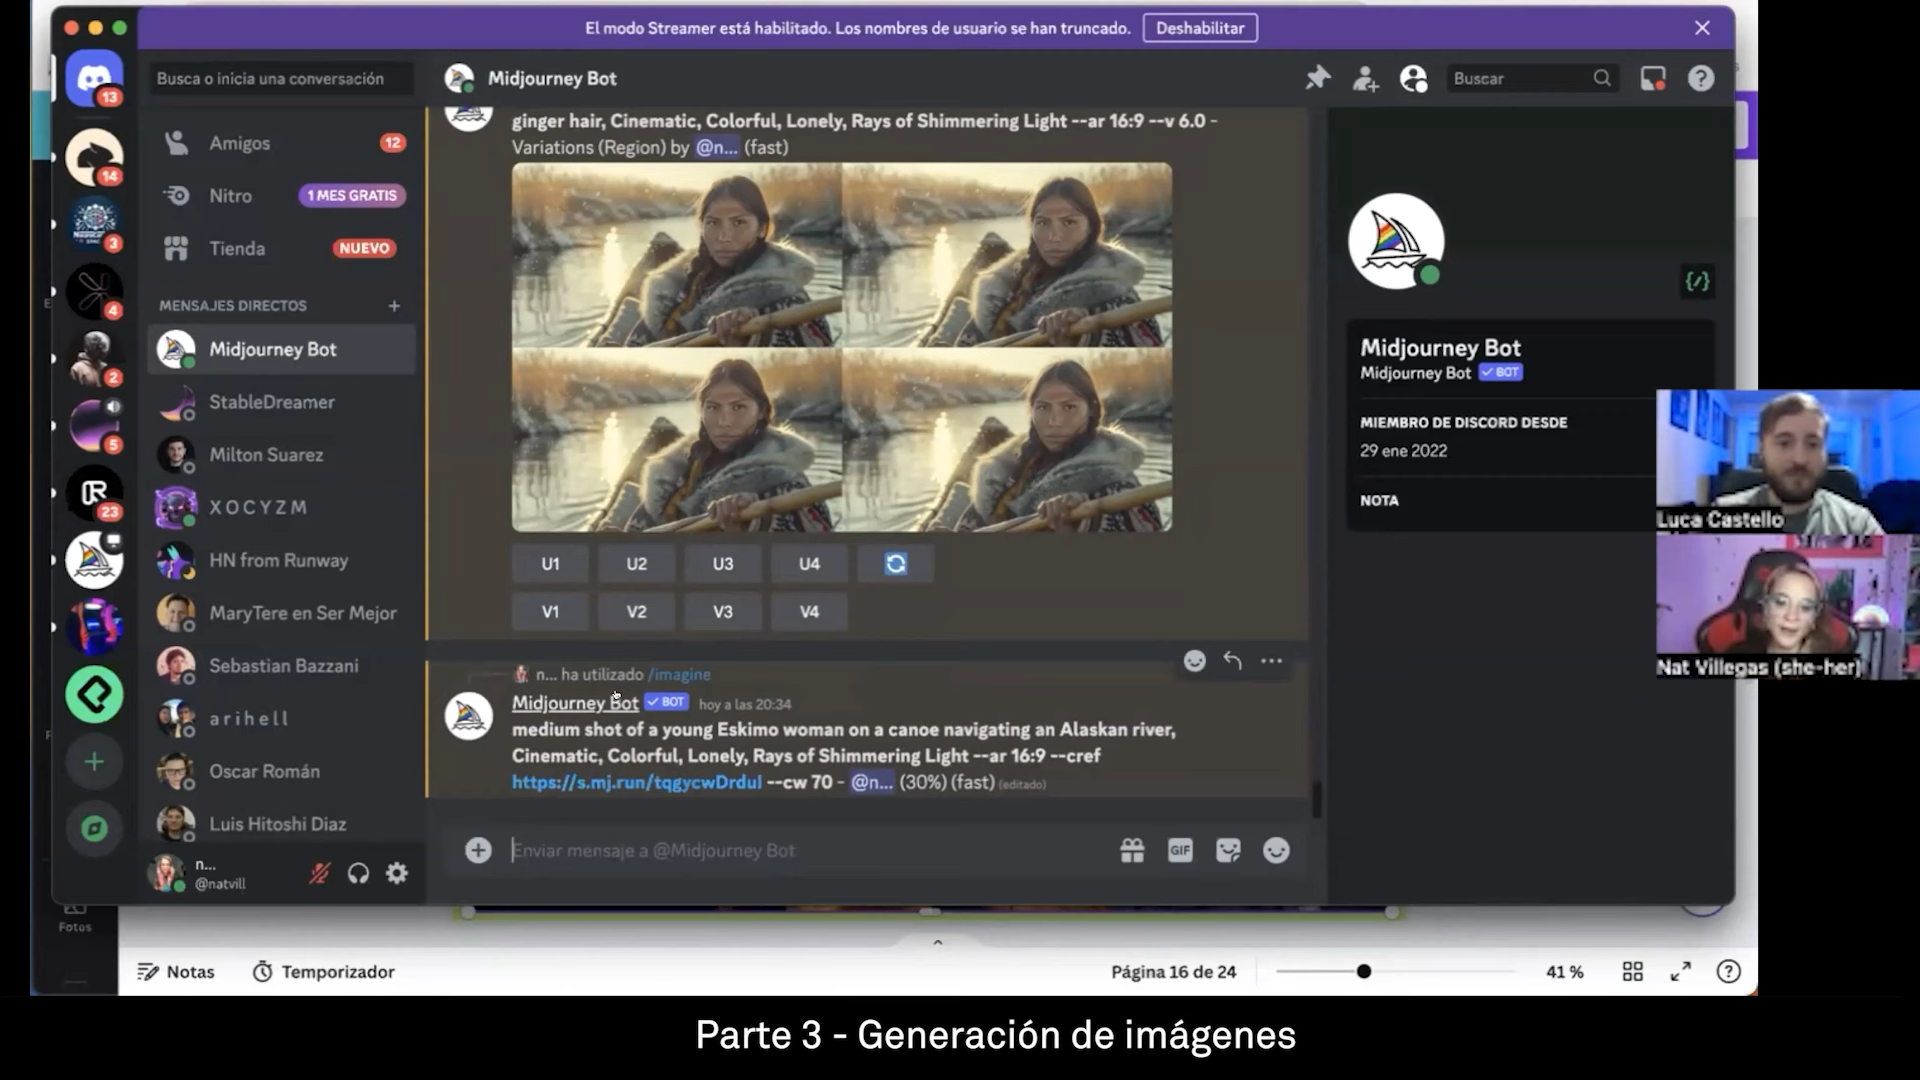 El modo Streamer está habilitado. Los nombres de usuario se han truncado.
Deshabilitar
Busca o inicia una conversación
Midjourney Bot
Buscar
13
14
3
4
2
5
23
Amigos
12
Nitro
1 MES GRATIS
Tienda
NUEVO
MENSAJES DIRECTOS
Midjourney Bot
StableDreamer
Milton Suarez
X O C Y Z M
HN from Runway
MaryTere en Ser Mejor
Sebastian Bazzani
a r i h e l l
Oscar Román
Luis Hitoshi Diaz
n...
@natvill
ginger hair, Cinematic, Colorful, Lonely, Rays of Shimmering Light --ar 16:9 --v 6.0 -
Variations (Region) by @n... (fast)
U1 U2 U3 U4
V1 V2 V3 V4
n... ha utilizado /imagine
Midjourney Bot BOT hoy a las 20:34
medium shot of a young Eskimo woman on a canoe navigating an Alaskan river,
Cinematic, Colorful, Lonely, Rays of Shimmering Light --ar 16:9 --cref
https://s.mj.run/tqgycwDrduI --cw 70 - @n... (30%) (fast) (editado)
Enviar mensaje a @Midjourney Bot
GIF
Midjourney Bot
Midjourney Bot BOT
MIEMBRO DE DISCORD DESDE
29 ene 2022
NOTA
Luca Castello
Nat Villegas (she-her)
Fotos
Notas
Temporizador
Página 16 de 24
41 %
Parte 3 - Generación de imágenes